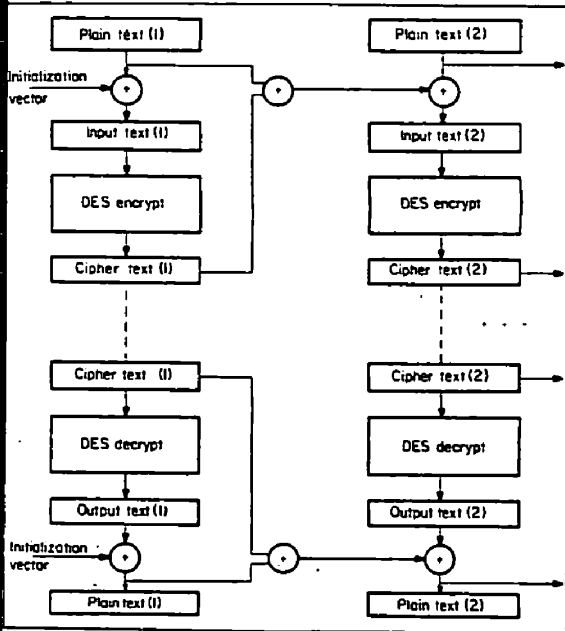 Plain text (1)
Plain text (2)
Initialization
vector
+
+
+
Input text (1)
Input text (2)
DES encrypt
DES encrypt
Cipher text (1)
Cipher text (2)
Cipher text (1)
Cipher text (2)
DES decrypt
DES decrypt
Output text (1)
Output text (2)
Initialization
vector
+
+
+
Plain text (1)
Plain text (2)